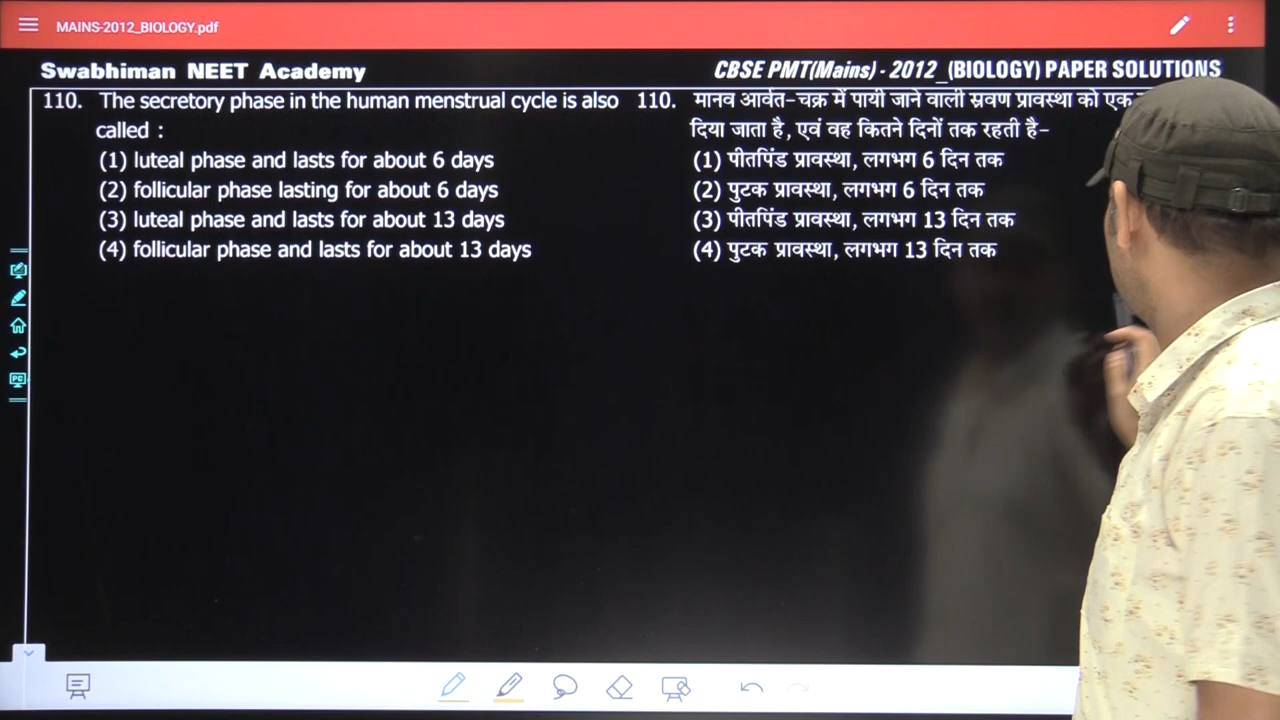 MAINS-2012_BIOLOGY.pdf
Swabhiman NEET Academy
CBSE PMT(Mains) - 2012_(BIOLOGY) PAPER SOLUTIONS
110. The secretory phase in the human menstrual cycle is also
called :
(1) luteal phase and lasts for about 6 days
(2) follicular phase lasting for about 6 days
(3) luteal phase and lasts for about 13 days
(4) follicular phase and lasts for about 13 days
110. मानव आर्वत-चक्र में पायी जाने वाली स्रवण प्रावस्था को एक
दिया जाता है, एवं वह कितने दिनों तक रहती है-
(1) पीतपिंड प्रावस्था, लगभग 6 दिन तक
(2) पुटक प्रावस्था, लगभग 6 दिन तक
(3) पीतपिंड प्रावस्था, लगभग 13 दिन तक
(4) पुटक प्रावस्था, लगभग 13 दिन तक
PC